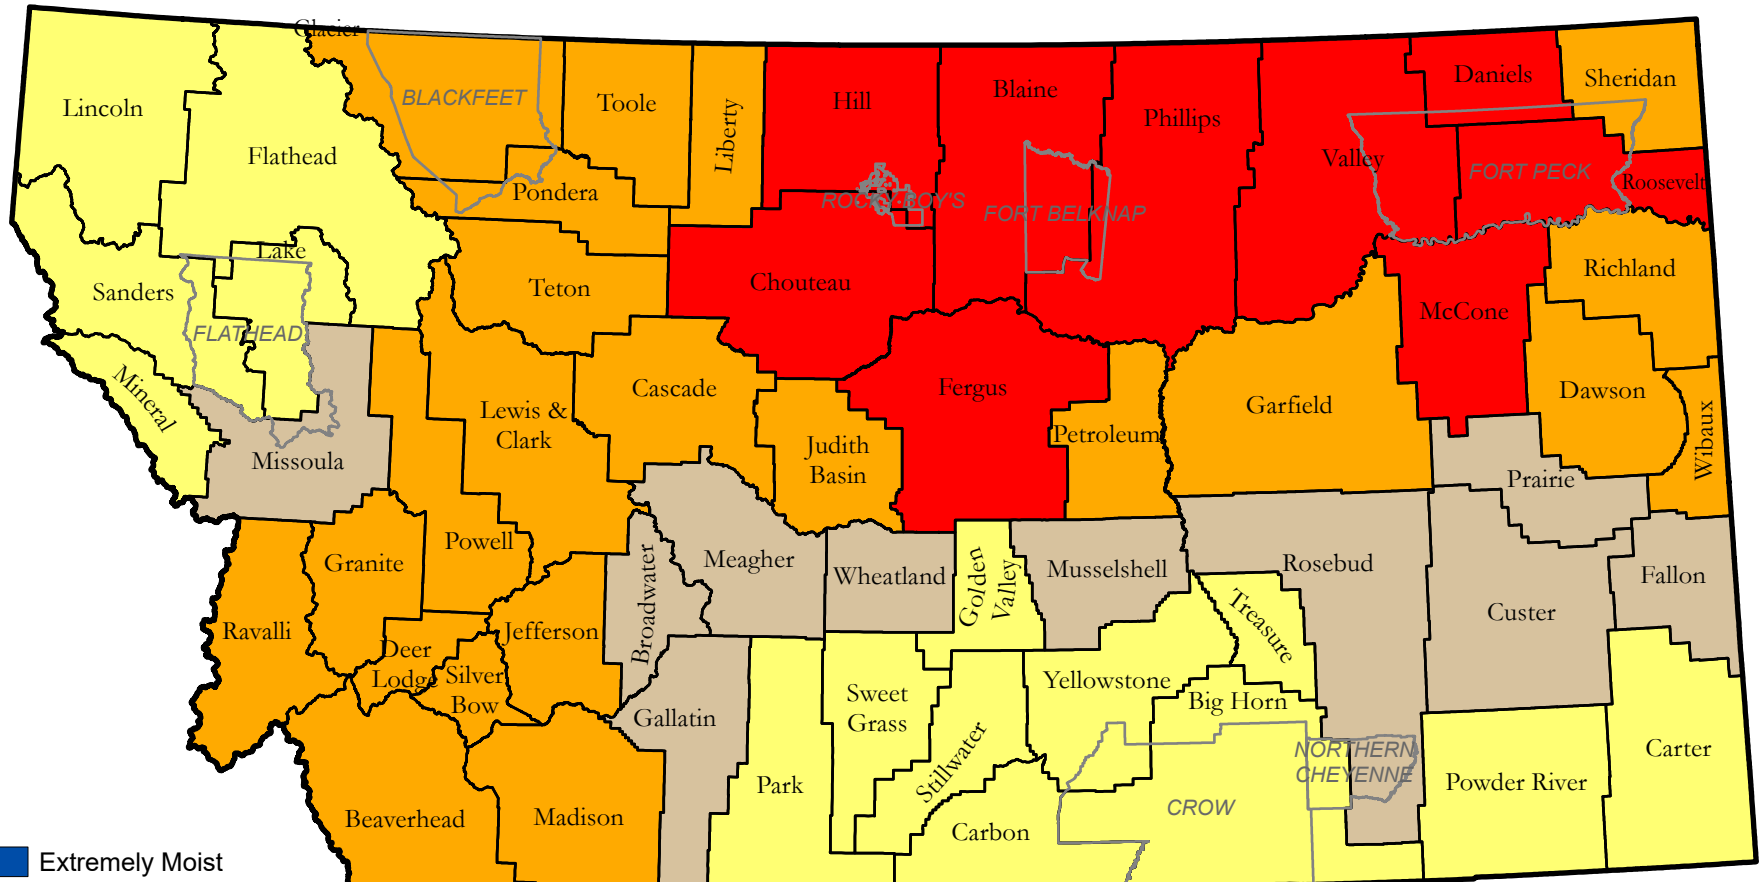 Glacier
BLACKFEET
Toole
Liberty
Hill
Blaine
Phillips
Daniels
Sheridan
Lincoln
Flathead
Pondera
ROCKY BOY'S
FORT BELKNAP
Valley
FORT PECK
Roosevelt
Sanders
Lake
Teton
Chouteau
McCone
Richland
FLATHEAD
Mineral
Missoula
Lewis &
Clark
Cascade
Judith
Basin
Fergus
Petroleum
Garfield
Dawson
Wibaux
Prairie
Ravalli
Granite
Powell
Deer
Lodge
Silver
Bow
Jefferson
Broadwater
Meagher
Wheatland
Golden
Valley
Musselshell
Rosebud
Treasure
Custer
Fallon
Gallatin
Park
Sweet
Grass
Stillwater
Yellowstone
Big Horn
NORTHERN
CHEYENNE
CROW
Powder River
Carter
Beaverhead
Madison
Carbon
Extremely Moist